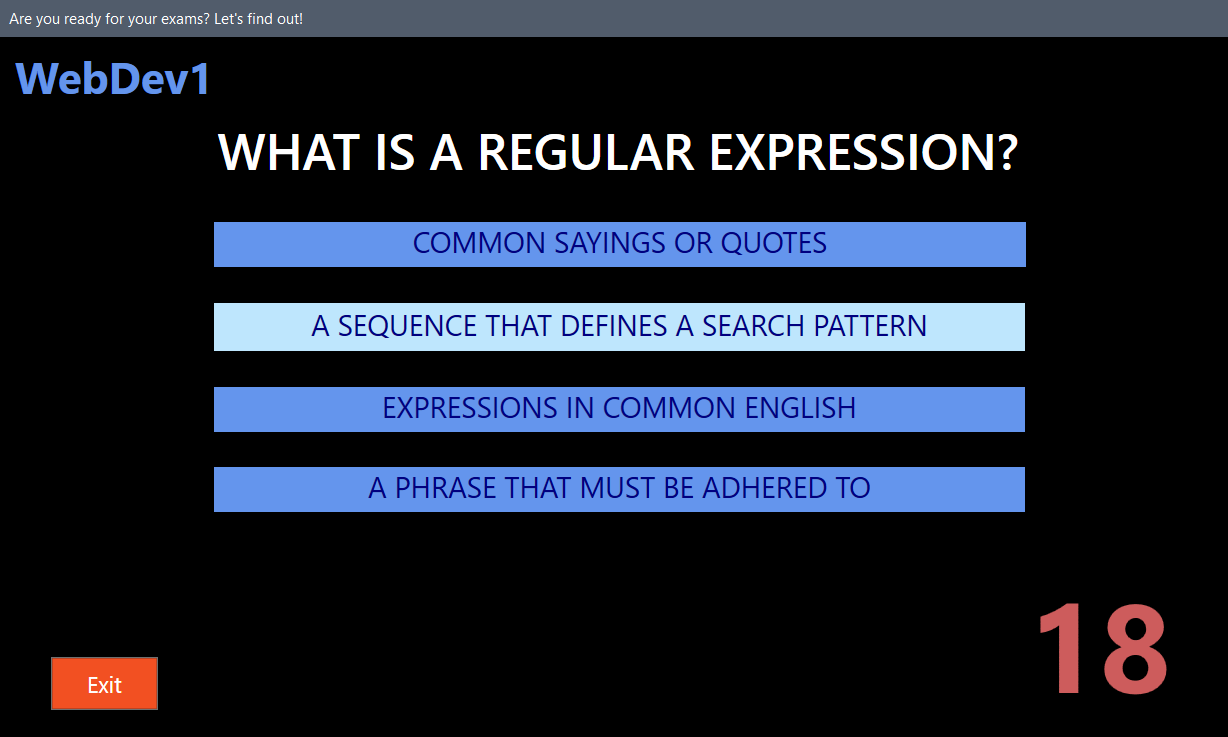 Are you ready for your exams? Let's find out!
WebDev1
WHAT IS A REGULAR EXPRESSION?
COMMON SAYINGS OR QUOTES
A SEQUENCE THAT DEFINES A SEARCH PATTERN
EXPRESSIONS IN COMMON ENGLISH
A PHRASE THAT MUST BE ADHERED TO
18
Exit